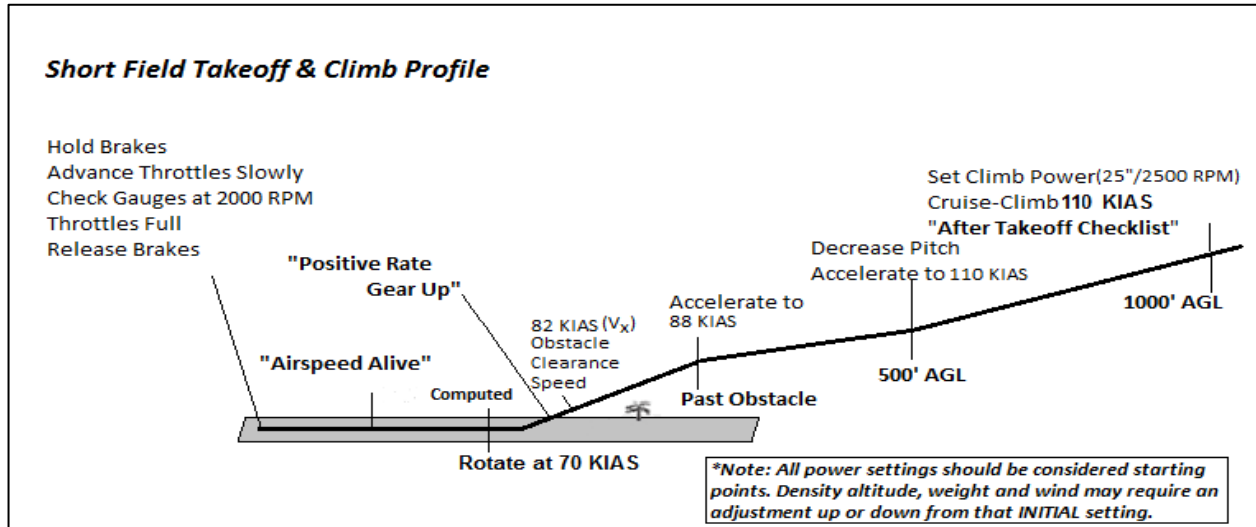 Short Field Takeoff & Climb Profile
Hold Brakes
Advance Throttles Slowly
Check Gauges at 2000 RPM
Throttles Full
Release Brakes
"Airspeed Alive"
Computed
Rotate at 70 KIAS
"Positive Rate
Gear Up"
82 KIAS (Vx)
Obstacle
Clearance
Speed
Accelerate to
88 KIAS
Past Obstacle
Decrease Pitch
Accelerate to 110 KIAS
500' AGL
Set Climb Power(25"/2500 RPM)
Cruise-Climb 110 KIAS
"After Takeoff Checklist"
1000' AGL
*Note: All power settings should be considered starting
points. Density altitude, weight and wind may require an
adjustment up or down from that INITIAL setting.